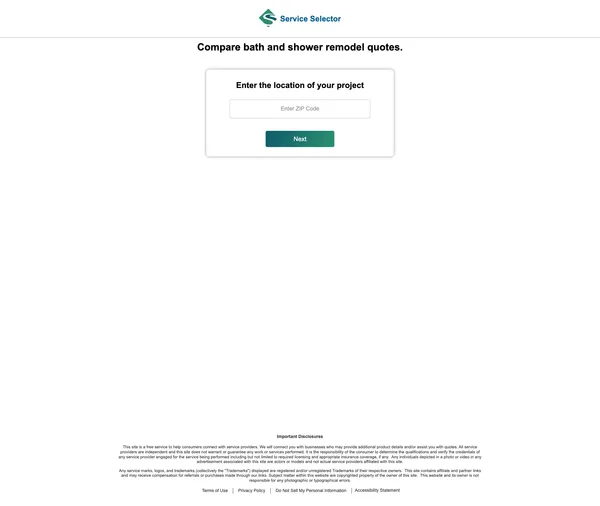 Service Selector
Compare bath and shower remodel quotes.
Enter the location of your project
Enter ZIP Code
Next
Important Disclosures
This site is a free service to help consumers connect with service providers. We will connect you with businesses who may provide additional product details and/or assist you with quotes. All service
providers are independent and this site does not warrant or guarantee any work or services performed. It is the responsibility of the consumer to determine the qualifications and verify the credentials of
any service provider engaged for the service being performed including but not limited to required licensing and appropriate insurance coverage, if any. Any individuals depicted in a photo or video in any
advertisement associated with this site are actors or models and not actual service providers affiliated with this site.
Any service marks, logos, and trademarks (collectively the "Trademarks") displayed are registered and/or unregistered Trademarks of their respective owners. This site contains affiliate and partner links
and may receive compensation for referrals or purchases made through our links. Subject matter within this website are copyrighted property of the owner of this site. This website and its owner is not
responsible for any photographic or typographical errors.
Terms of Use | Privacy Policy | Do Not Sell My Personal Information | Accessibility Statement